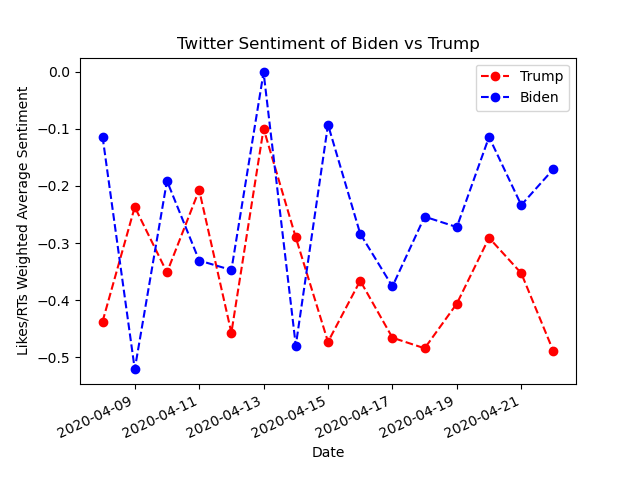 Twitter Sentiment of Biden vs Trump
Trump
Biden
Likes/RTs Weighted Average Sentiment
0.0
−0.1
−0.2
−0.3
−0.4
−0.5
2020-04-09
2020-04-11
2020-04-13
2020-04-15
2020-04-17
2020-04-19
2020-04-21
Date